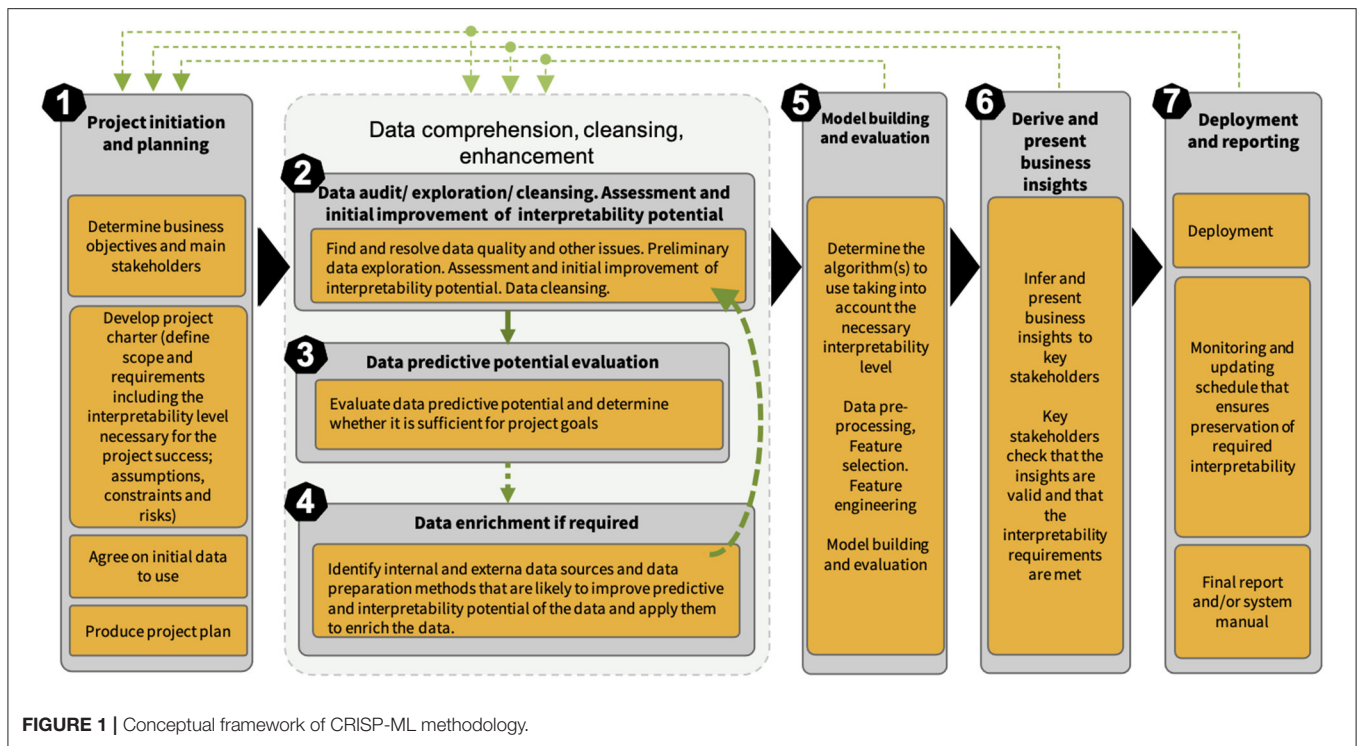 1
Project initiation
and planning
Determine business
objectives and main
stakeholders
Develop project
charter (define
scope and
requirements
including the
interpretability level
necessary for the
project success;
assumptions,
constraints and
risks)
Agree on initial data
to use
Produce project plan
Data comprehension, cleansing,
enhancement
2
Data audit/ exploration/ cleansing. Assessment and
initial improvement of interpretability potential
Find and resolve data quality and other issues. Preliminary
data exploration. Assessment and initial improvement of
interpretability potential. Data cleansing.
3
Data predictive potential evaluation
Evaluate data predictive potential and determine
whether it is sufficient for project goals
4
Data enrichment if required
Identify internal and externa data sources and data
preparation methods that are likely to improve predictive
and interpretability potential of the data and apply them
to enrich the data.
5
Model building
and evaluation
Determine the
algorithm(s) to
use taking into
account the
necessary
interpretability
level
Data pre-
processing,
Feature
selection.
Feature
engineering
Model building
and evaluation
6
Derive and
present
business
insights
Infer and
present
business
insights to
key
stakeholders
Key
stakeholders
check that the
insights are
valid and that
the
interpretability
requirements
are met
7
Deployment
and reporting
Deployment
Monitoring and
updating
schedule that
ensures
preservation of
required
interpretability
Final report
and/or system
manual
FIGURE 1 | Conceptual framework of CRISP-ML methodology.